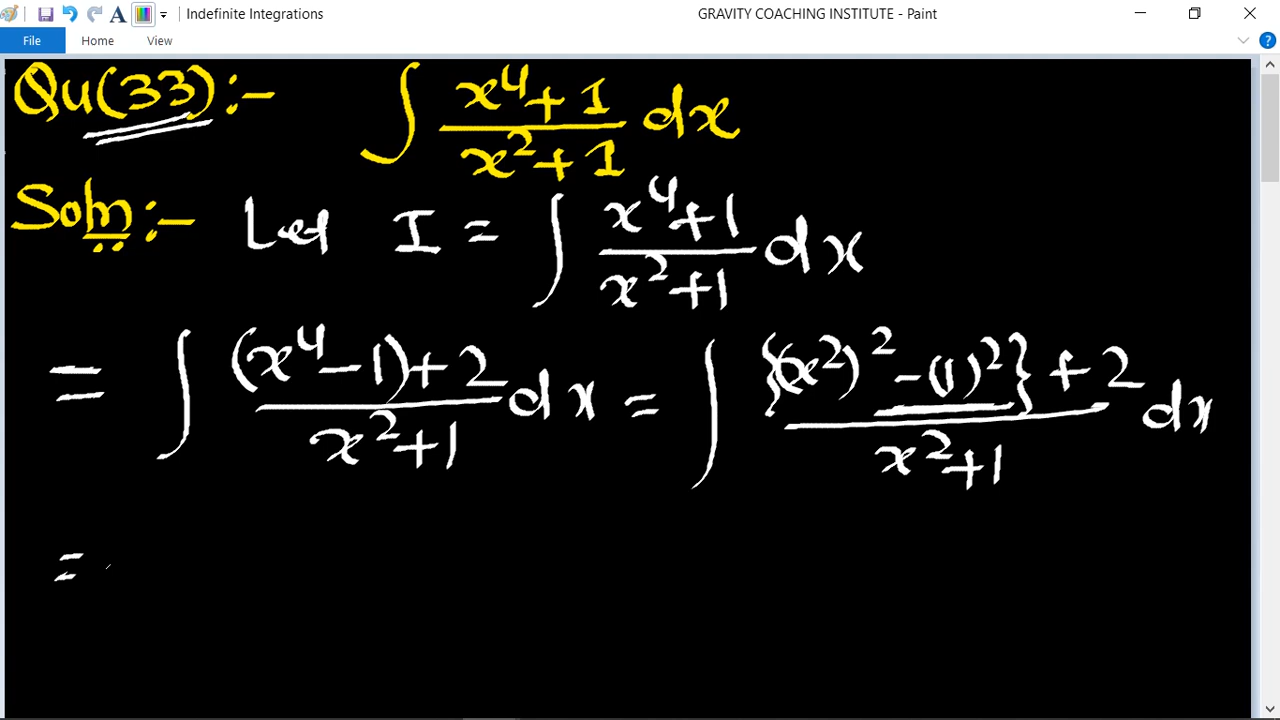 Indefinite Integrations GRAVITY COACHING INSTITUTE - Paint
File Home View
Qu(33):- ∫ (x⁴+1)/(x²+1) dx
Soln:- Let I = ∫ (x⁴+1)/(x²+1) dx
= ∫ ((x⁴-1)+2)/(x²+1) dx = ∫ ({(x²)²-(1)²}+2)/(x²+1) dx
=